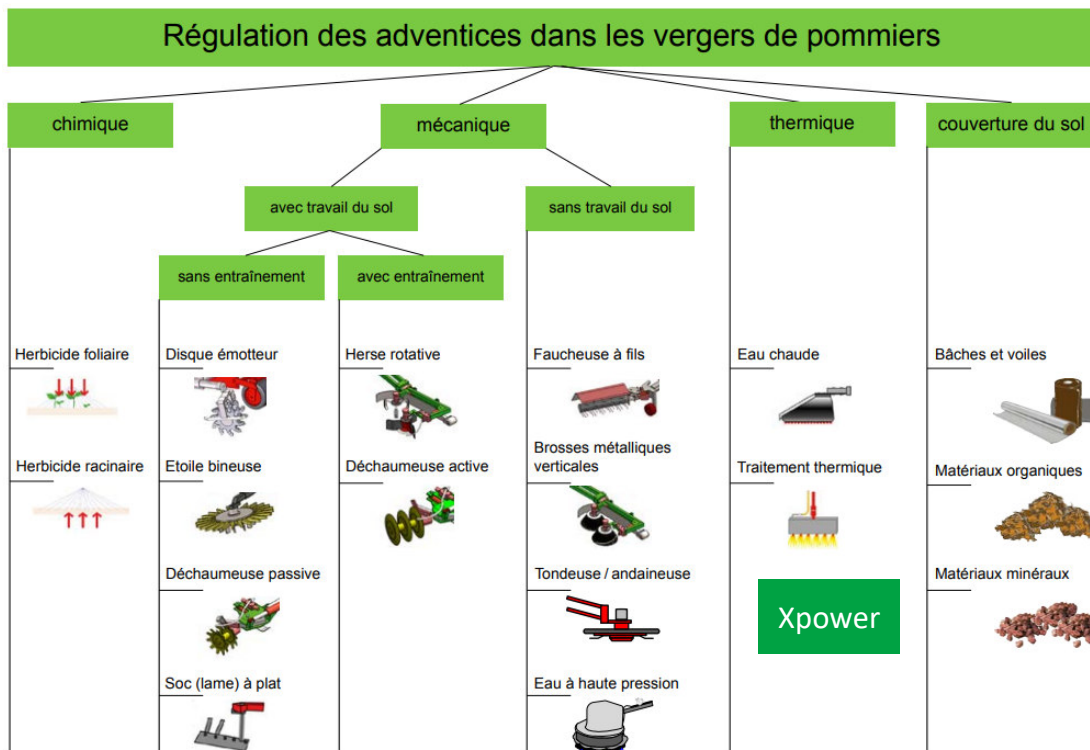 Régulation des adventices dans les vergers de pommiers
chimique
mécanique
thermique
couverture du sol
avec travail du sol
sans travail du sol
sans entraînement
avec entraînement
Herbicide foliaire
Herbicide racinaire
Disque émotteur
Etoile bineuse
Déchaumeuse passive
Soc (lame) à plat
Herse rotative
Déchaumeuse active
Faucheuse à fils
Brosses métalliques
verticales
Tondeuse / andaineuse
Eau à haute pression
Eau chaude
Traitement thermique
Xpower
Bâches et voiles
Matériaux organiques
Matériaux minéraux